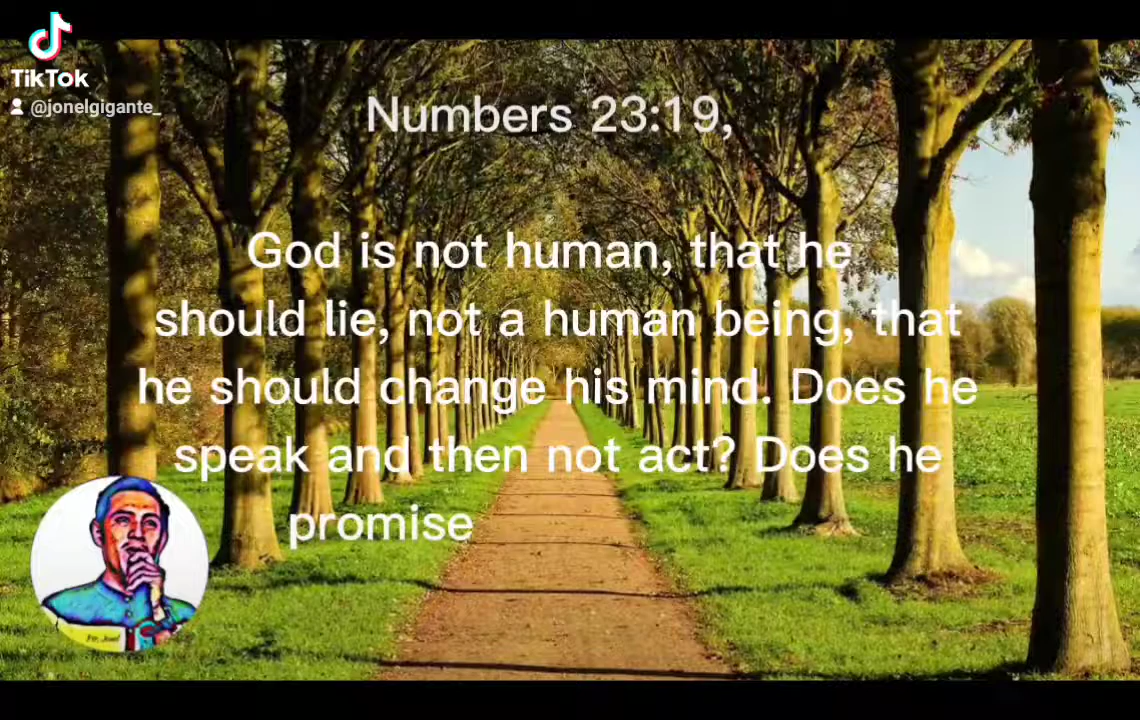 TikTok
@jonelgigante_
Numbers 23:19,
God is not human, that he
should lie, not a human being, that
he should change his mind. Does he
speak and then not act? Does he
promise